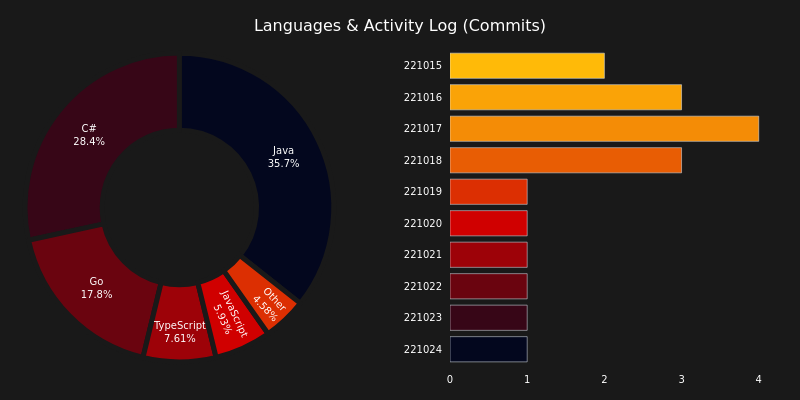 Languages & Activity Log (Commits)
C#
28.4%
Java
35.7%
Go
17.8%
TypeScript
7.61%
JavaScript
5.93%
Other
4.58%
221015
221016
221017
221018
221019
221020
221021
221022
221023
221024
0 1 2 3 4